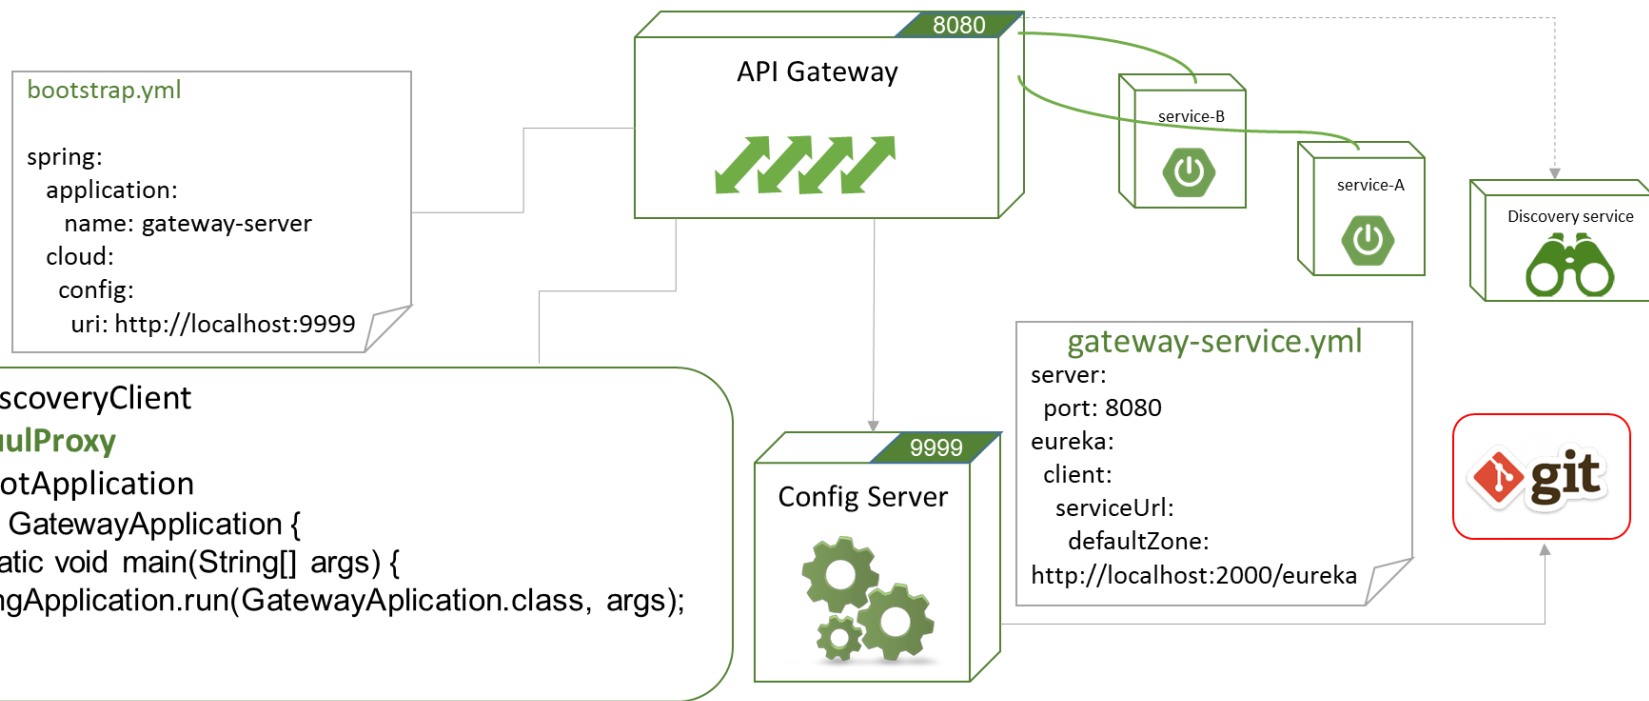 8080
API Gateway
bootstrap.yml
spring:
application:
name: gateway-server
cloud:
config:
uri: http://localhost:9999
service-B
service-A
Discovery service
scoveryClient
uulProxy
otApplication
GatewayApplication {
atic void main(String[] args) {
ngApplication.run(GatewayAplication.class, args);
9999
Config Server
gateway-service.yml
server:
port: 8080
eureka:
client:
serviceUrl:
defaultZone:
http://localhost:2000/eureka
git